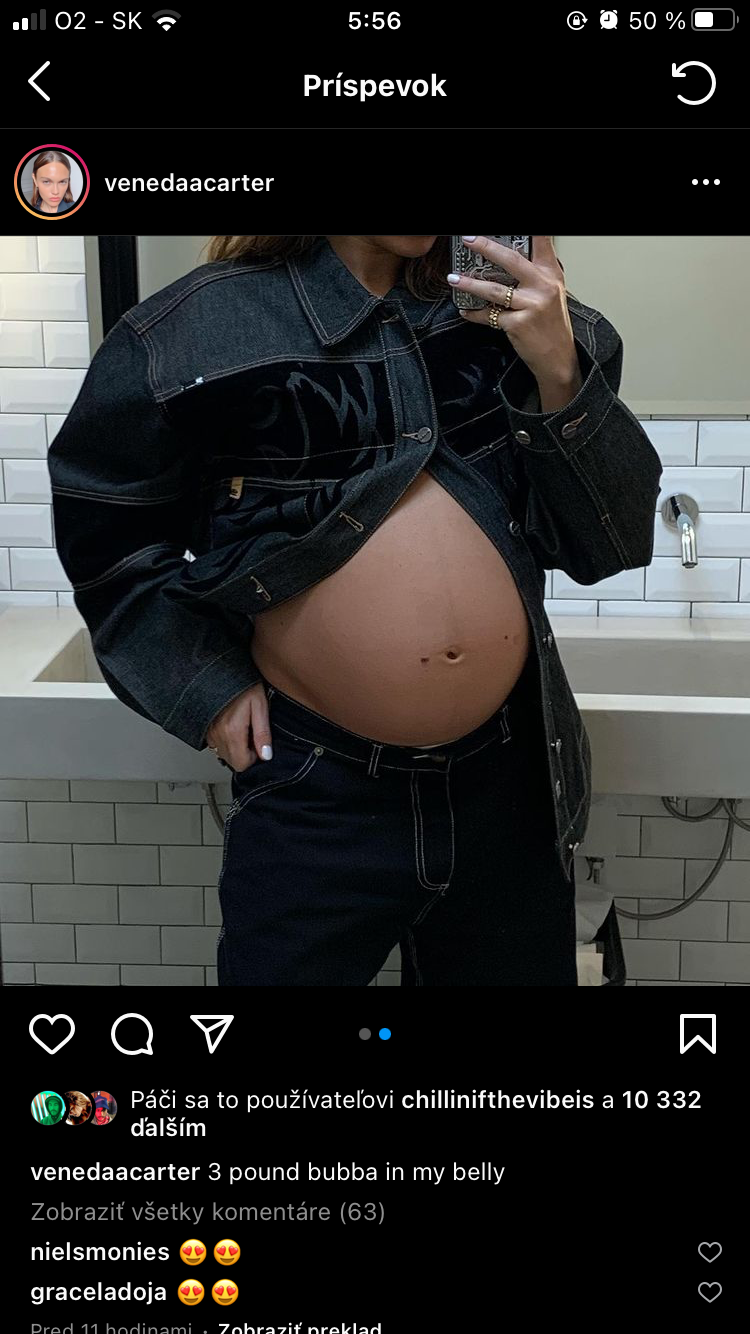 O2 - SK 5:56 50 %
Príspevok
venedaacarter
Páči sa to používateľovi chillinifthevibeis a 10 332
ďalším
venedaacarter 3 pound bubba in my belly
Zobraziť všetky komentáre (63)
nielsmonies 😍😍
graceladoja 😍😍
Pred 11 hodinami · Zobraziť preklad